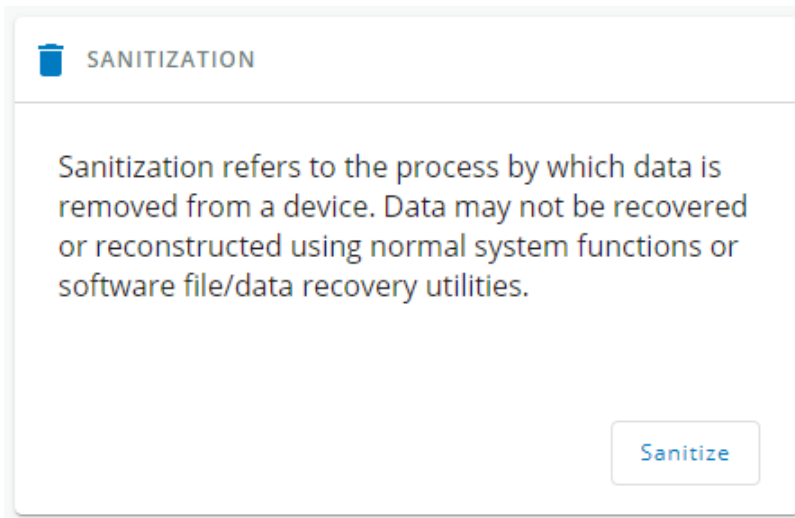 SANITIZATION
Sanitization refers to the process by which data is
removed from a device. Data may not be recovered
or reconstructed using normal system functions or
software file/data recovery utilities.
Sanitize